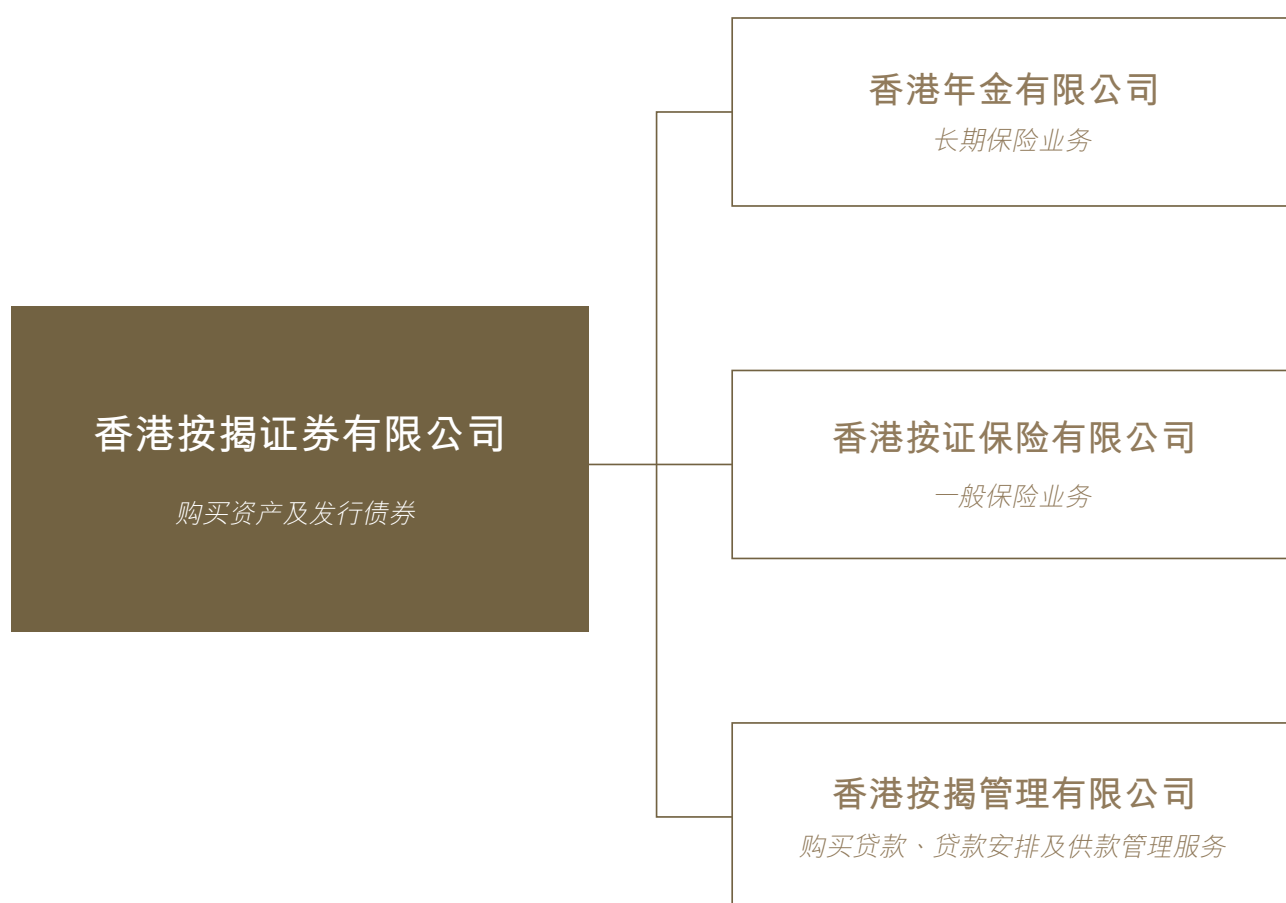 香港年金有限公司
长期保险业务
香港按揭证券有限公司
购买资产及发行债券
香港按证保险有限公司
一般保险业务
香港按揭管理有限公司
购买贷款、贷款安排及供款管理服务